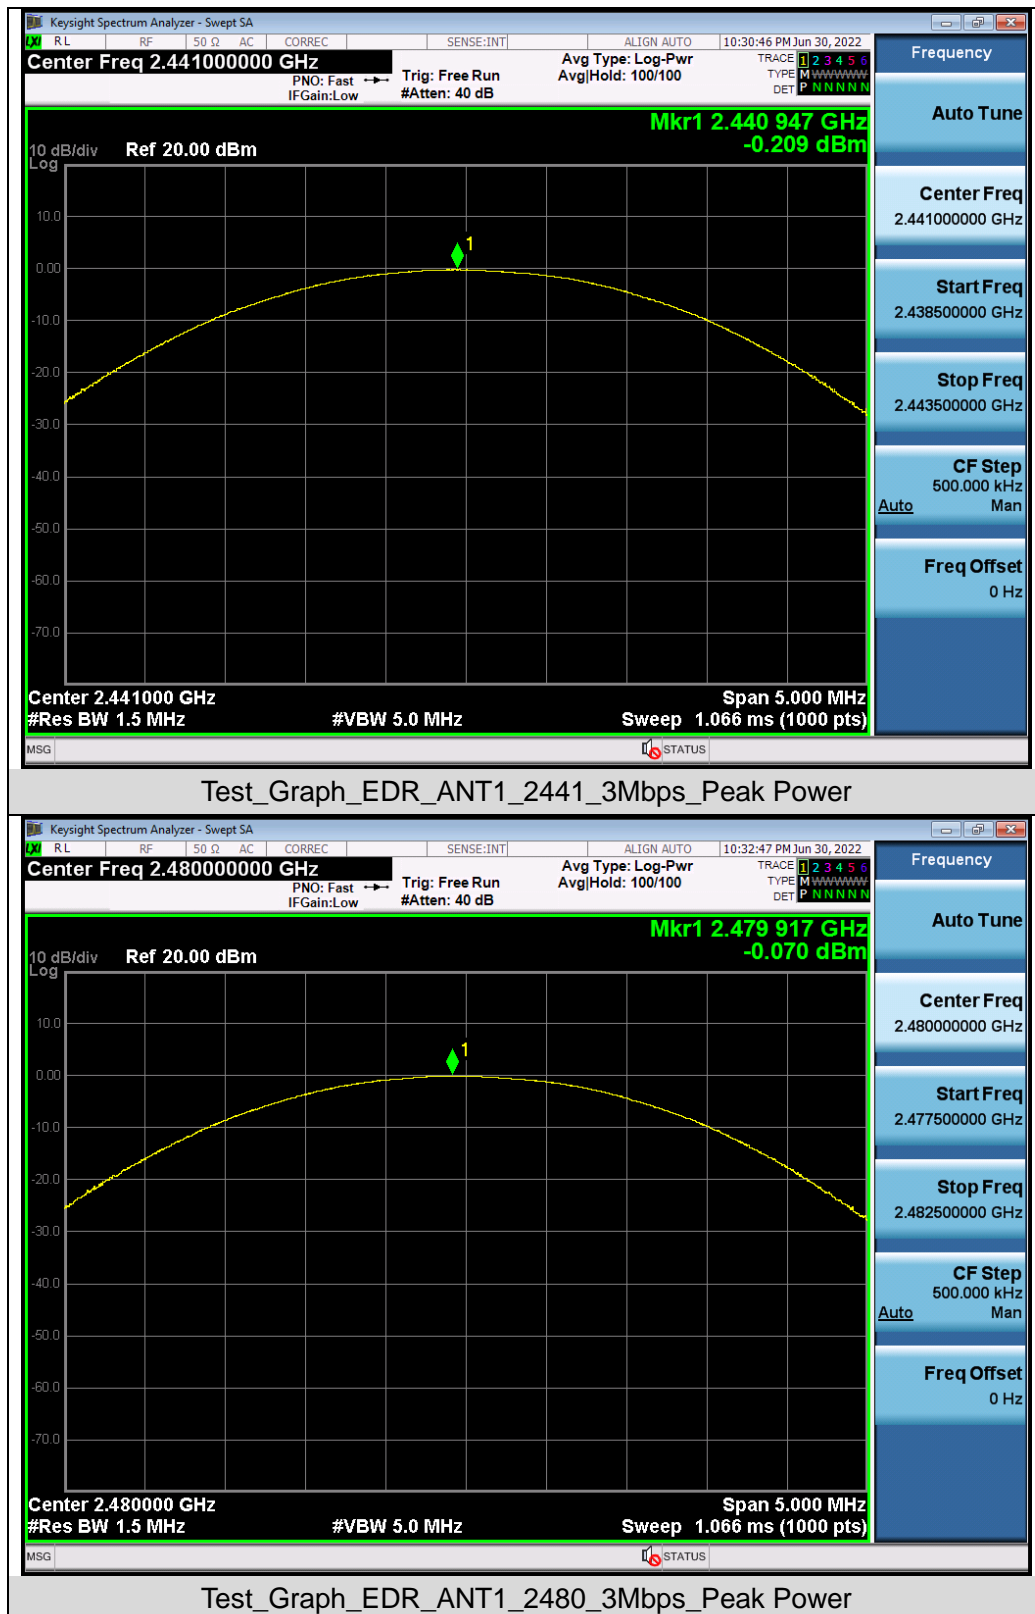 Keysight Spectrum Analyzer - Swept SA
LXI RL RF 50 Ω AC CORREC SENSE:INT ALIGN AUTO 10:30:46 PM Jun 30, 2022
Center Freq 2.441000000 GHz
PNO: Fast
IFGain:Low
Trig: Free Run
#Atten: 40 dB
Avg Type: Log-Pwr
Avg|Hold: 100/100
TRACE 1 2 3 4 5 6
TYPE M WWWWW
DET P N N N N N
Frequency
Auto Tune
Mkr1 2.440 947 GHz
-0.209 dBm
10 dB/div Ref 20.00 dBm
Log
10.0
0.00
-10.0
-20.0
-30.0
-40.0
-50.0
-60.0
-70.0
1
Center Freq
2.441000000 GHz
Start Freq
2.438500000 GHz
Stop Freq
2.443500000 GHz
CF Step
500.000 kHz
Auto Man
Freq Offset
0 Hz
Center 2.441000 GHz Span 5.000 MHz
#Res BW 1.5 MHz #VBW 5.0 MHz Sweep 1.066 ms (1000 pts)
MSG STATUS
Test_Graph_EDR_ANT1_2441_3Mbps_Peak Power
Keysight Spectrum Analyzer - Swept SA
LXI RL RF 50 Ω AC CORREC SENSE:INT ALIGN AUTO 10:32:47 PM Jun 30, 2022
Center Freq 2.480000000 GHz
PNO: Fast
IFGain:Low
Trig: Free Run
#Atten: 40 dB
Avg Type: Log-Pwr
Avg|Hold: 100/100
TRACE 1 2 3 4 5 6
TYPE M WWWWW
DET P N N N N N
Frequency
Auto Tune
Mkr1 2.479 917 GHz
-0.070 dBm
10 dB/div Ref 20.00 dBm
Log
10.0
0.00
-10.0
-20.0
-30.0
-40.0
-50.0
-60.0
-70.0
1
Center Freq
2.480000000 GHz
Start Freq
2.477500000 GHz
Stop Freq
2.482500000 GHz
CF Step
500.000 kHz
Auto Man
Freq Offset
0 Hz
Center 2.480000 GHz Span 5.000 MHz
#Res BW 1.5 MHz #VBW 5.0 MHz Sweep 1.066 ms (1000 pts)
MSG STATUS
Test_Graph_EDR_ANT1_2480_3Mbps_Peak Power